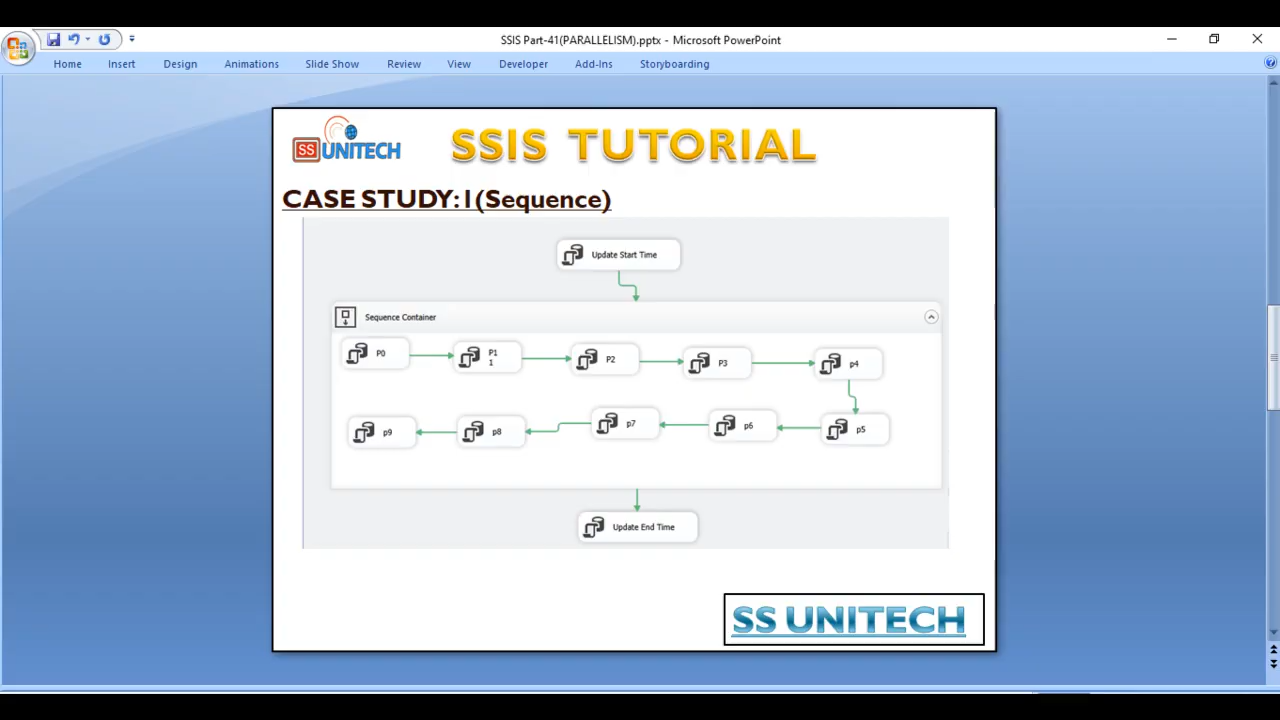 SSIS Part-41(PARALLELISM).pptx - Microsoft PowerPoint
Home Insert Design Animations Slide Show Review View Developer Add-Ins Storyboarding
SS UNITECH
SSIS TUTORIAL
CASE STUDY:1(Sequence)
Update Start Time
Sequence Container
P0
P1
1
P2
P3
p4
p9
p8
p7
p6
p5
Update End Time
SS UNITECH